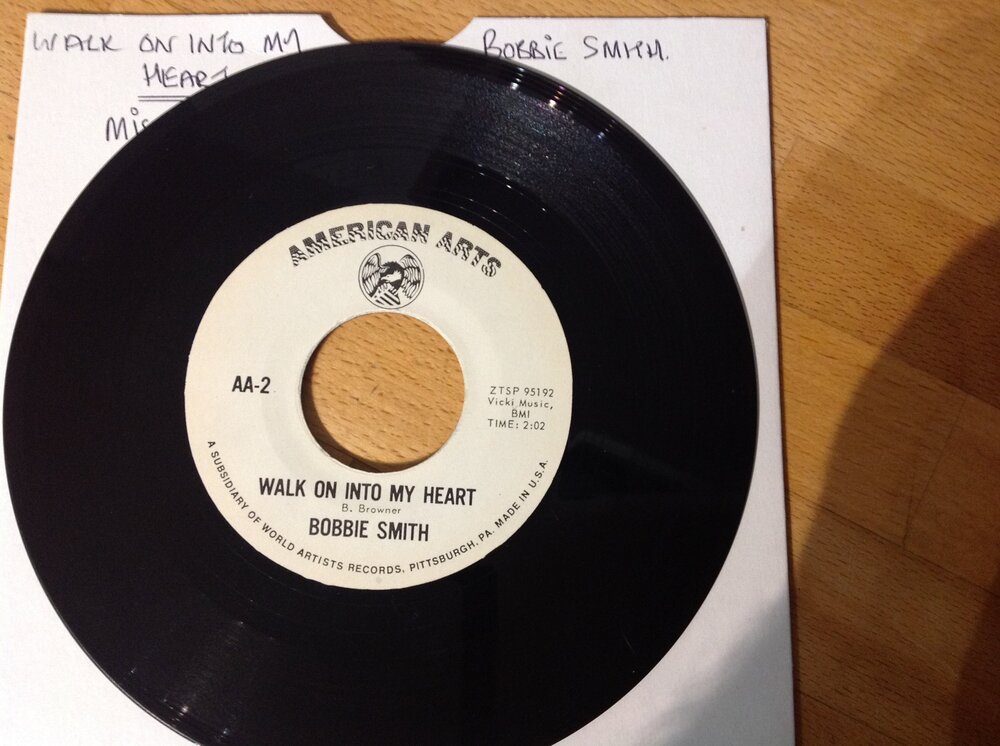 WALK ON INTO MY
BOBBIE SMITH.
AMERICAN ARTS
AA-2
ZTSP 95192
Vicki Music,
BMI
TIME: 2:02
WALK ON INTO MY HEART
B. Browner
BOBBIE SMITH
A SUBSIDIARY OF WORLD ARTISTS RECORDS, PITTSBURGH, PA. MADE IN U.S.A.